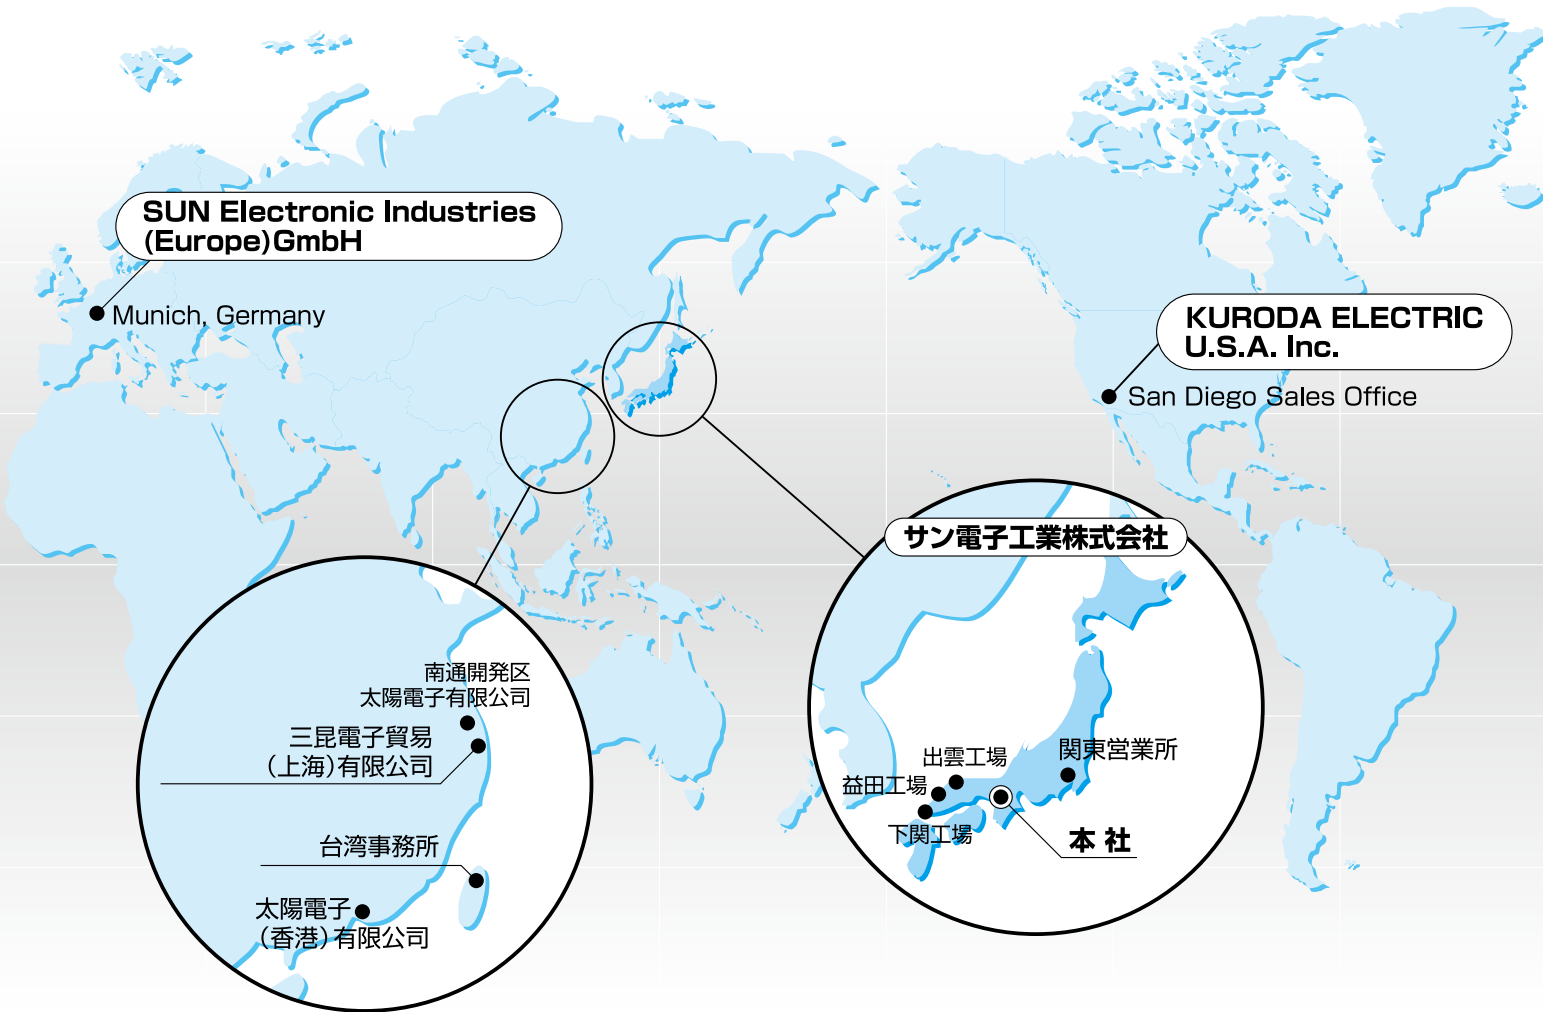 SUN Electronic Industries
(Europe)GmbH
Munich, Germany
KURODA ELECTRIC
U.S.A. Inc.
San Diego Sales Office
サン電子工業株式会社
関東営業所
出雲工場
益田工場
下関工場
本 社
南通開発区
太陽電子有限公司
三昆電子貿易
(上海)有限公司
台湾事務所
太陽電子
(香港)有限公司